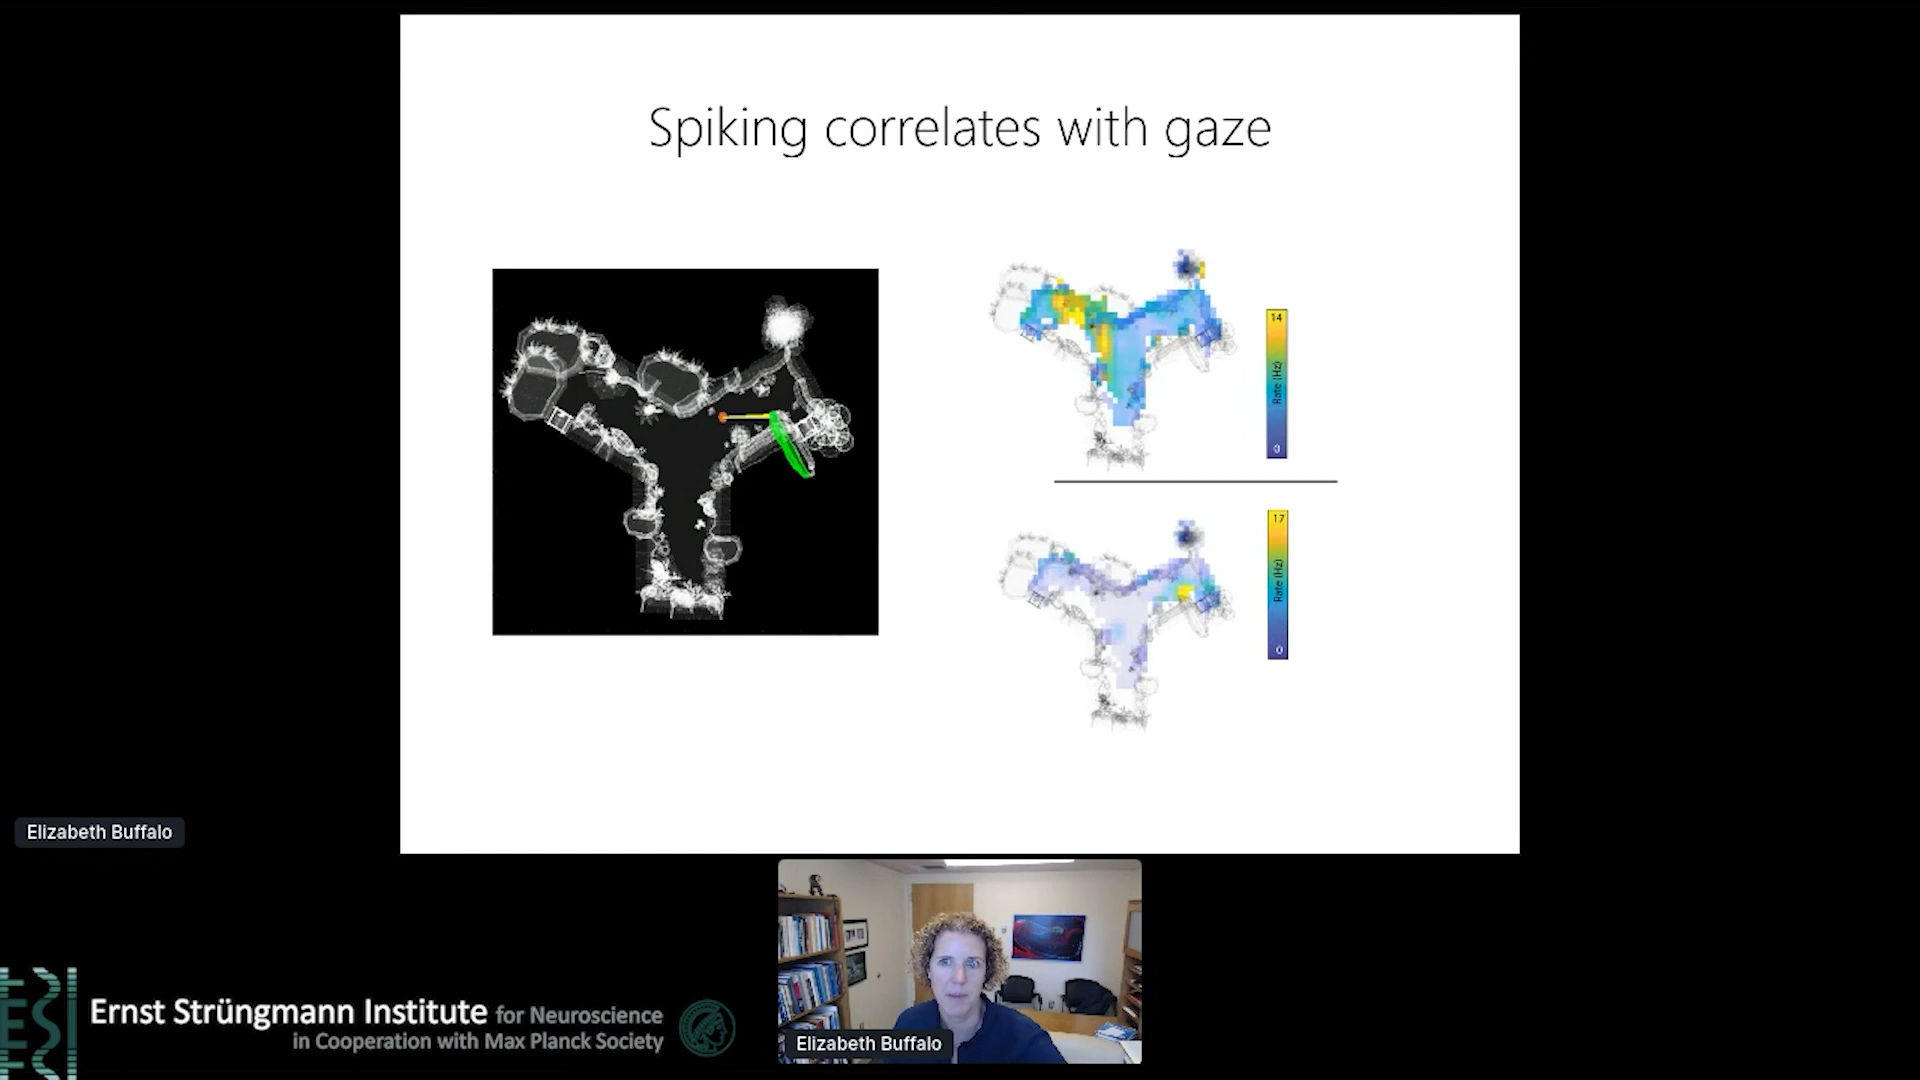 Spiking correlates with gaze
14
Rate (Hz)
0
17
Rate (Hz)
0
Elizabeth Buffalo
Elizabeth Buffalo
ESI
Ernst Strüngmann Institute for Neuroscience
in Cooperation with Max Planck Society